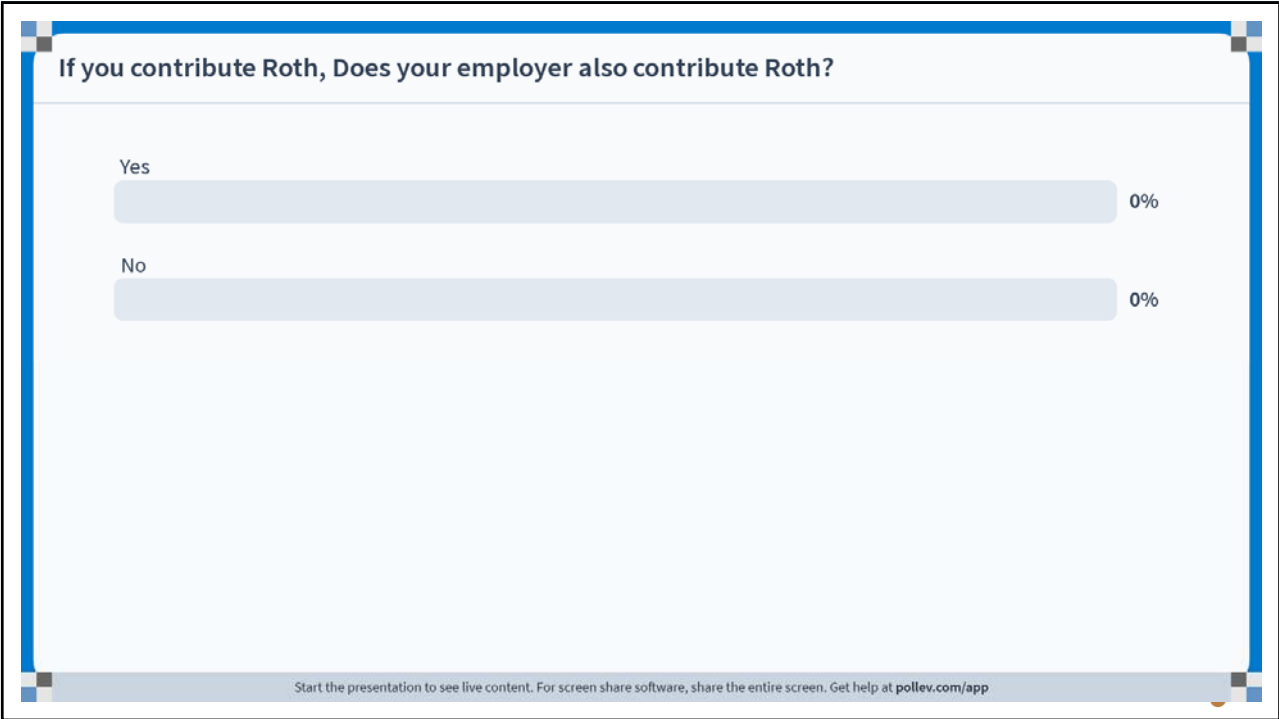 If you contribute Roth, Does your employer also contribute Roth?
Yes
0%
No
0%
Start the presentation to see live content. For screen share software, share the entire screen. Get help at pollev.com/app